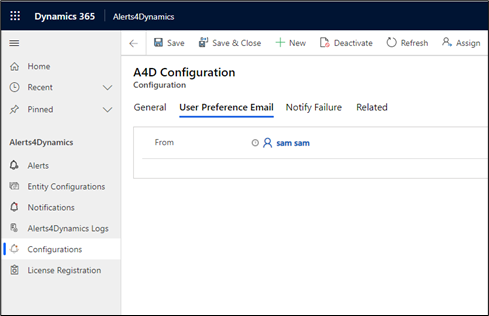 Dynamics 365 Alerts4Dynamics
Save Save & Close New Deactivate Refresh Assign
Home
Recent
Pinned
Alerts4Dynamics
Alerts
Entity Configurations
Notifications
Alerts4Dynamics Logs
Configurations
License Registration
A4D Configuration
Configuration
General User Preference Email Notify Failure Related
From sam sam